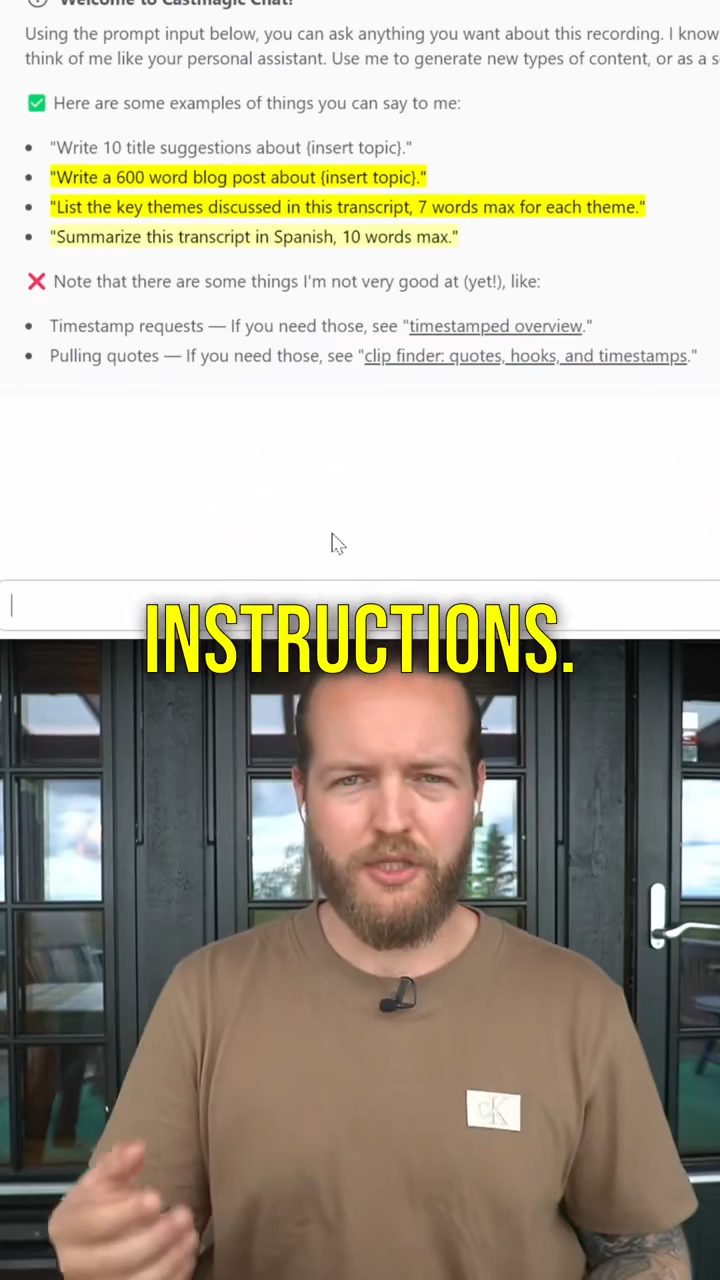 Welcome to Castmagic Chat!
Using the prompt input below, you can ask anything you want about this recording. I know
think of me like your personal assistant. Use me to generate new types of content, or as a
✅ Here are some examples of things you can say to me:
• "Write 10 title suggestions about {insert topic}."
• "Write a 600 word blog post about {insert topic}."
• "List the key themes discussed in this transcript, 7 words max for each theme."
• "Summarize this transcript in Spanish, 10 words max."
❌ Note that there are some things I'm not very good at (yet!), like:
• Timestamp requests — If you need those, see "timestamped overview."
• Pulling quotes — If you need those, see "clip finder: quotes, hooks, and timestamps."
INSTRUCTIONS.
CK